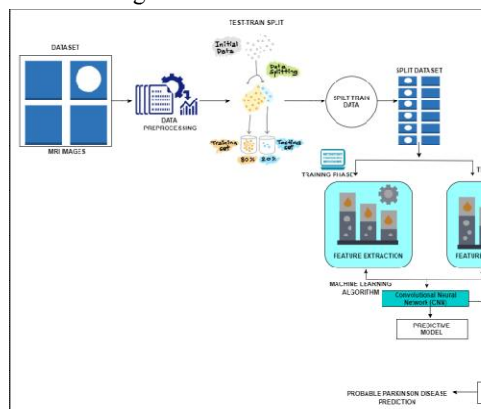 TEST-TRAIN SPLIT
DATASET
Initial
Data
Data
Splitting
SPLIT DATASET
SPILT TRAIN
DATA
DATA
PREPROCESSING
MRI IMAGES
Training
set
80%
20%
Testing
set
TRAINING PHASE
T
FEATURE EXTRACTION
FEATURE
MACHINE LEARNING
ALGORITHM
Convolutional Neural
Network (CNN)
PREDICTIVE
MODEL
PROBABLE PARKINSON DISEASE
PREDICTION